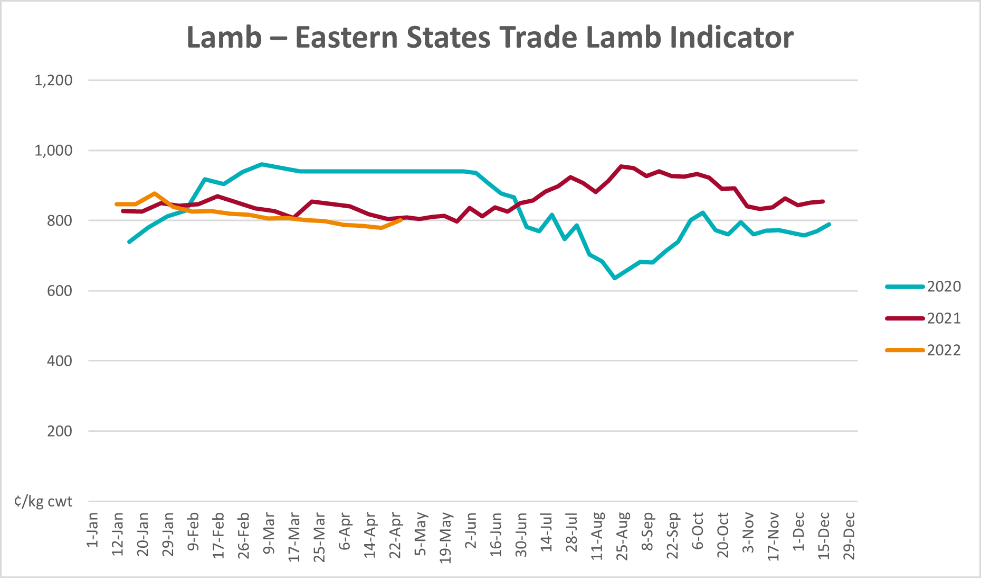 Lamb – Eastern States Trade Lamb Indicator
1,200
1,000
800
600
400
200
¢/kg cwt
1-Jan
12-Jan
20-Jan
29-Jan
9-Feb
17-Feb
26-Feb
9-Mar
17-Mar
25-Mar
6-Apr
14-Apr
22-Apr
5-May
19-May
2-Jun
16-Jun
30-Jun
14-Jul
28-Jul
11-Aug
25-Aug
8-Sep
22-Sep
6-Oct
20-Oct
3-Nov
17-Nov
1-Dec
15-Dec
29-Dec
2020
2021
2022